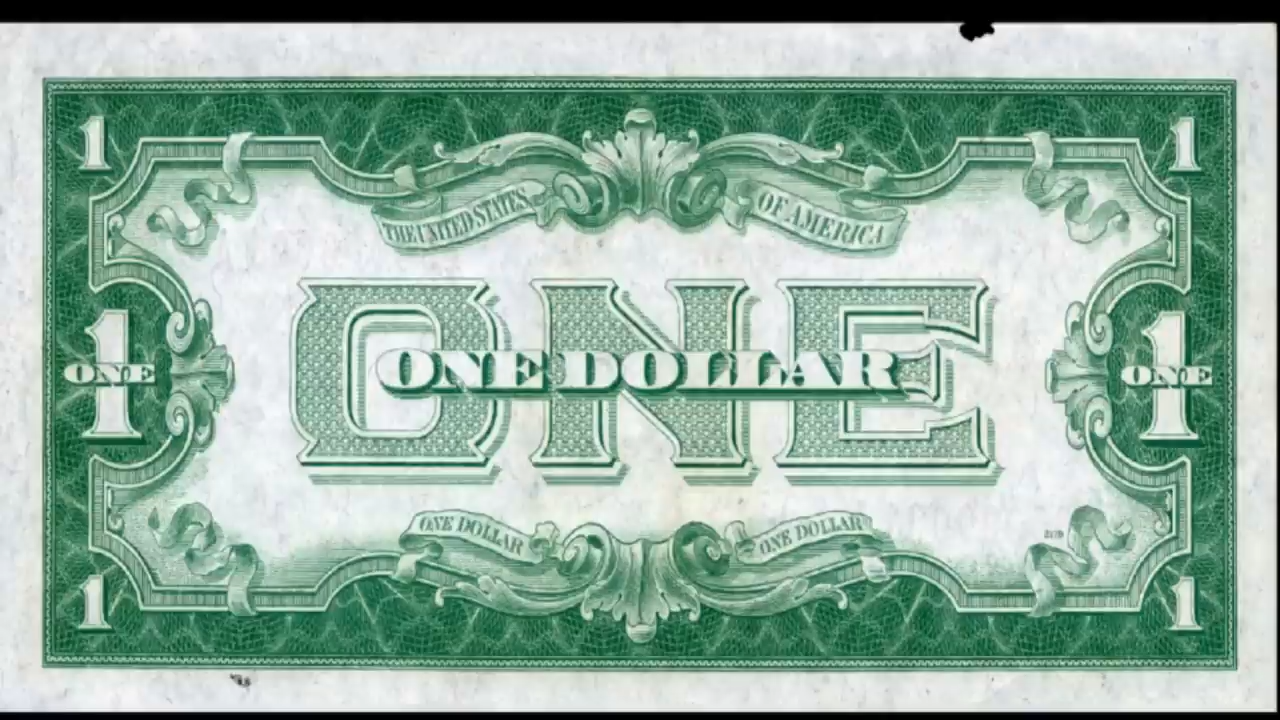 1 1
THE UNITED STATES OF AMERICA
ONE
ONE DOLLAR
1 ONE 1 ONE
ONE DOLLAR ONE DOLLAR
1 1